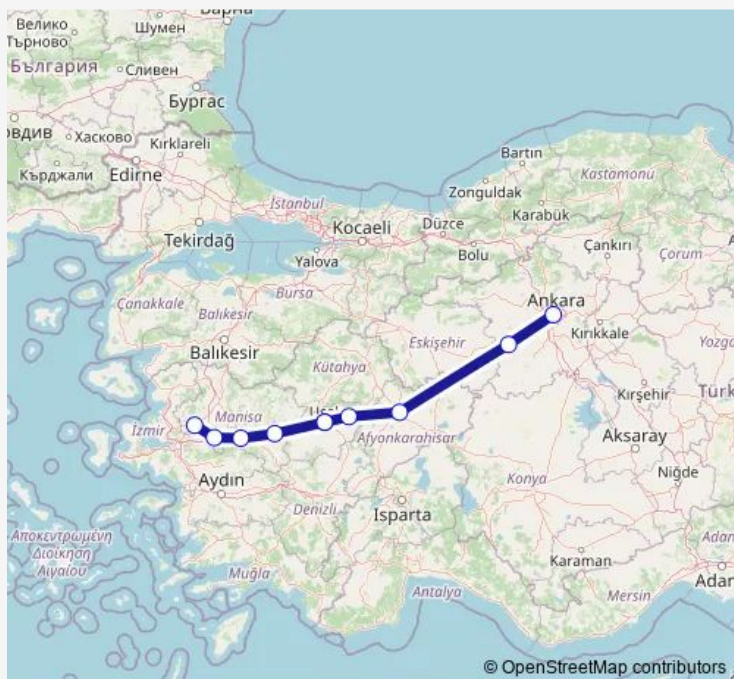 Варна
Велико
Търново
Шумен
България
Сливен
Бургас
Хасково
Kırklareli
Кърджали
Edirne
Bartın
Zonguldak
Kastamonu
İstanbul
Karabük
Tekirdağ
Kocaeli
Düzce
Bolu
Çankırı
Yalova
Çorum
Çanakkale
Bursa
Ankara
Balıkesir
Kırıkkale
Eskişehir
Balıkesir
Kütahya
Kırşehir
Manisa
İzmir
Afyonkarahisar
Aksaray
Aydın
Konya
Niğde
Denizli
Isparta
Αποκεντρωμένη
Διοίκηση
Αιγαίου
Karaman
Muğla
Antalya
Mersin
© OpenStreetMap contributors